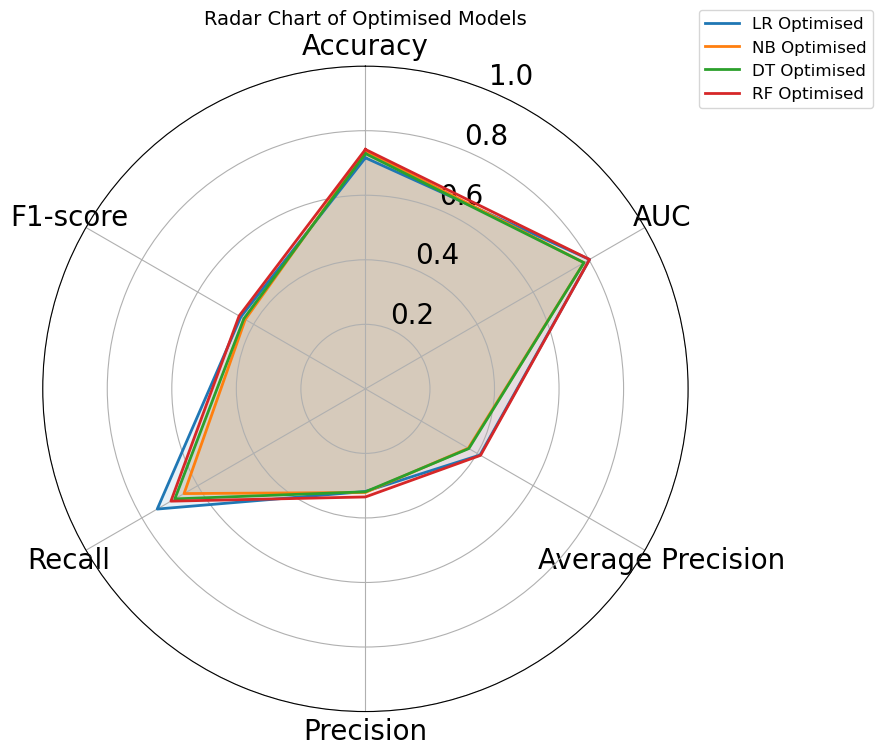 Radar Chart of Optimised Models
LR Optimised
NB Optimised
DT Optimised
RF Optimised
Accuracy
1.0
0.8
0.6
F1-score
AUC
0.4
0.2
Recall
Average Precision
Precision